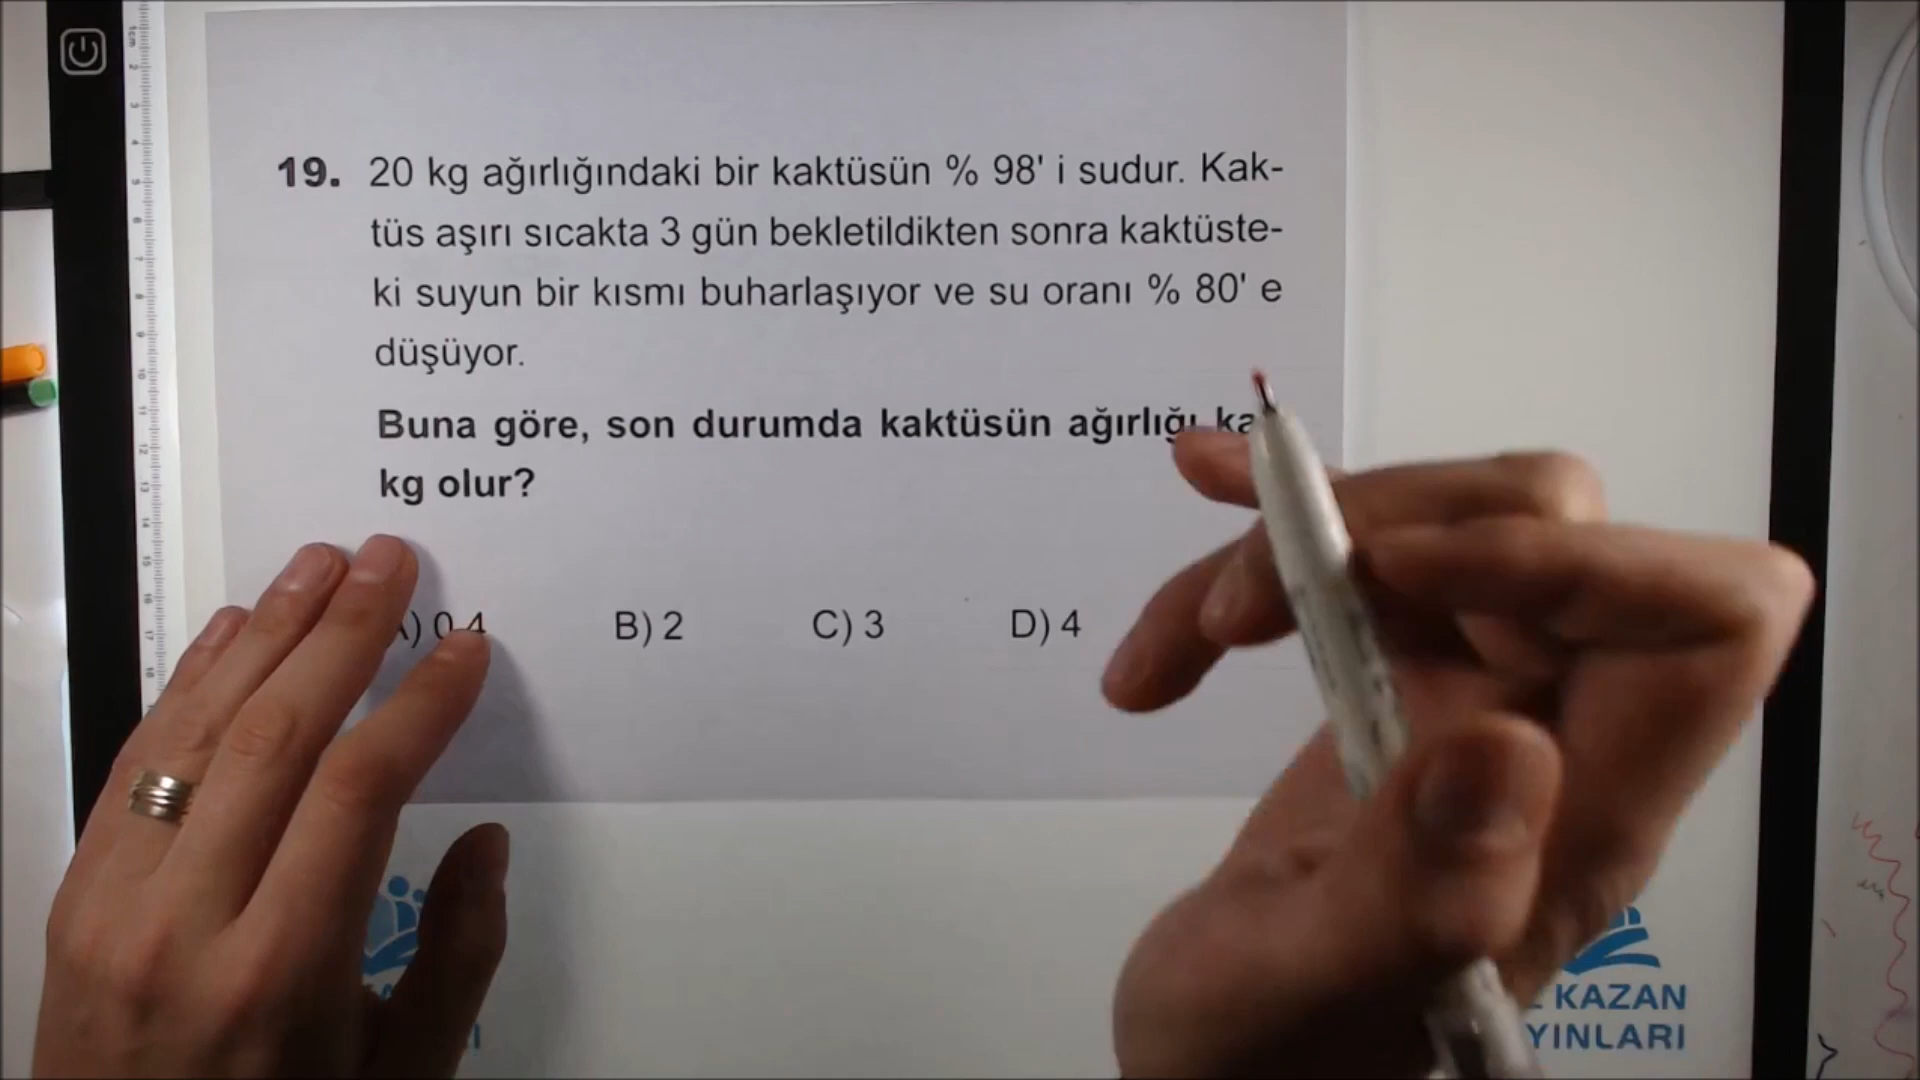 19. 20 kg ağırlığındaki bir kaktüsün % 98' i sudur. Kak-
tüs aşırı sıcakta 3 gün bekletildikten sonra kaktüste-
ki suyun bir kısmı buharlaşıyor ve su oranı % 80' e
düşüyor.
Buna göre, son durumda kaktüsün ağırlığı
kg olur?
B) 2 C) 3 D) 4
KAZAN